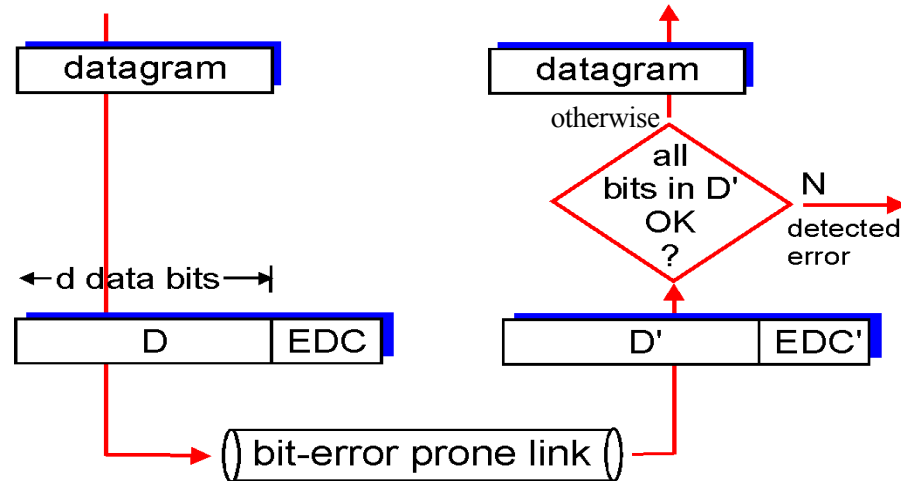 datagram
datagram
otherwise
all
bits in D'
OK
?
N
detected
error
d data bits
D
EDC
D'
EDC'
bit-error prone link